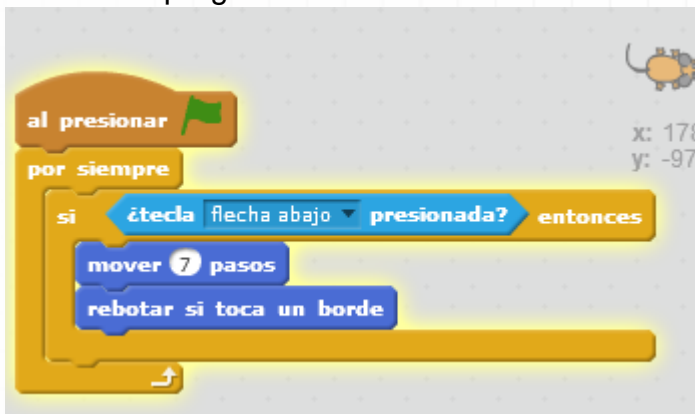 al presionar
x: 178
y: -97
por siempre
si ¿tecla flecha abajo presionada? entonces
mover 7 pasos
rebotar si toca un borde